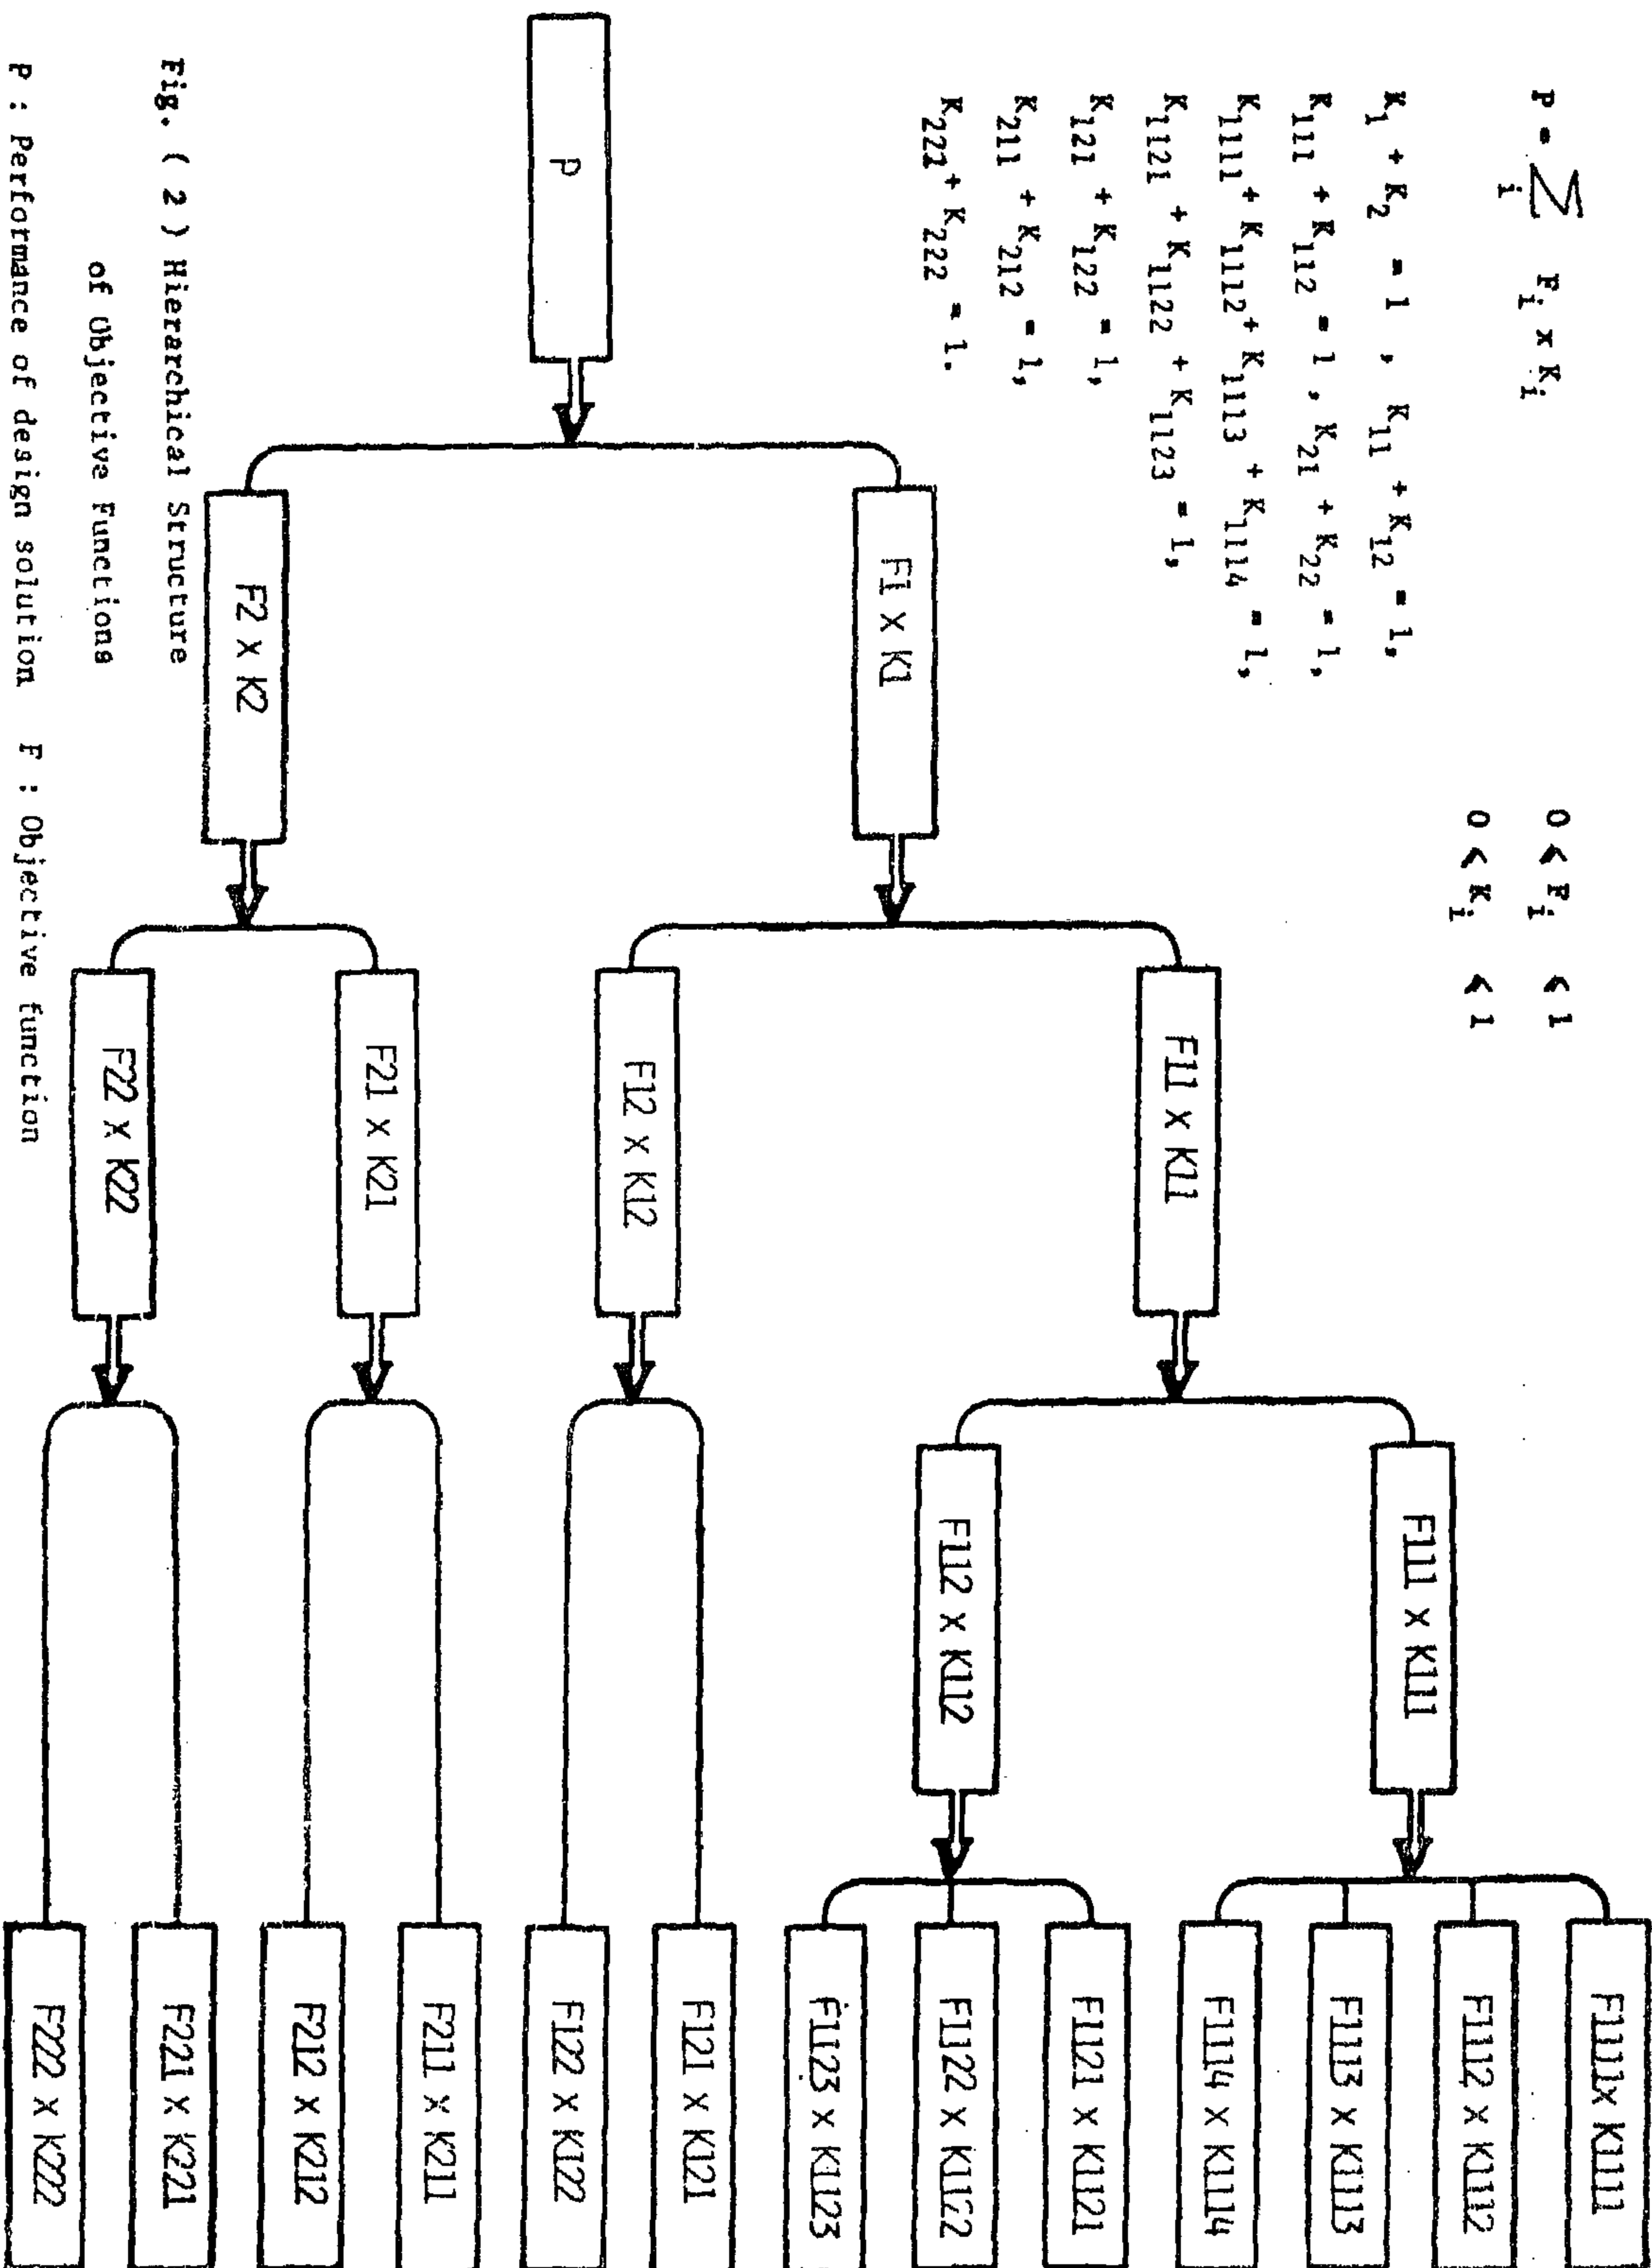 P = ∑ F_i x K_i
i
0 ⩽ F_i ⩽ 1
0 ⩽ K_i ⩽ 1
K_1 + K_2 = 1 , K_11 + K_12 = 1,
K_111 + K_112 = 1 , K_21 + K_22 = 1,
K_1111 + K_1112 + K_1113 + K_1114 = 1,
K_1121 + K_1122 + K_1123 = 1,
K_121 + K_122 = 1,
K_211 + K_212 = 1,
K_221 + K_222 = 1.
P
F1 x K1
F2 x K2
F11 x K11
F12 x K12
F21 x K21
F22 x K22
F111 x K111
F112 x K112
F1111x K1111
F1112 x K1112
F1113 x K1113
F1114 x K1114
F1121 x K1121
F1122 x K1122
F1123 x K1123
F121 x K121
F122 x K122
F211 x K211
F212 x K212
F221 x K221
F222 x K222
Fig. ( 2 ) Hierarchical Structure
of Objective Functions
P : Performance of design solution F : Objective function